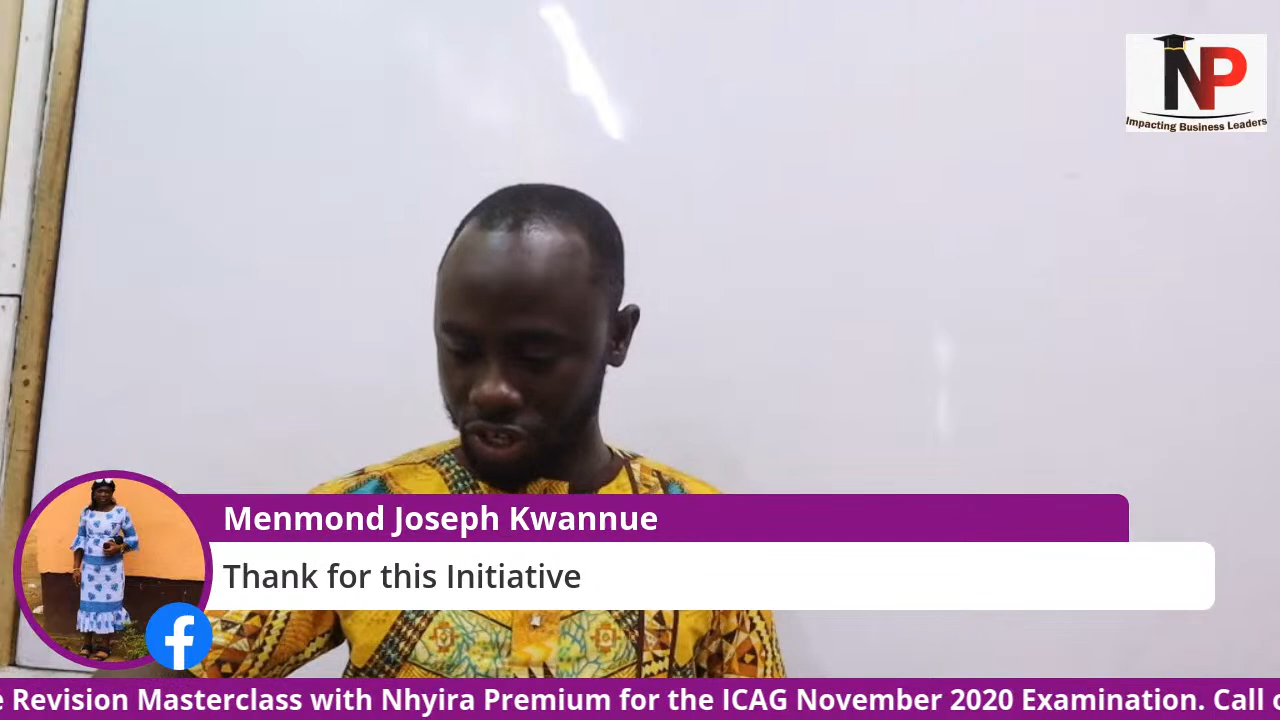 NP
Impacting Business Leaders
Menmond Joseph Kwannue
Thank for this Initiative
Revision Masterclass with Nhyira Premium for the ICAG November 2020 Examination. Call